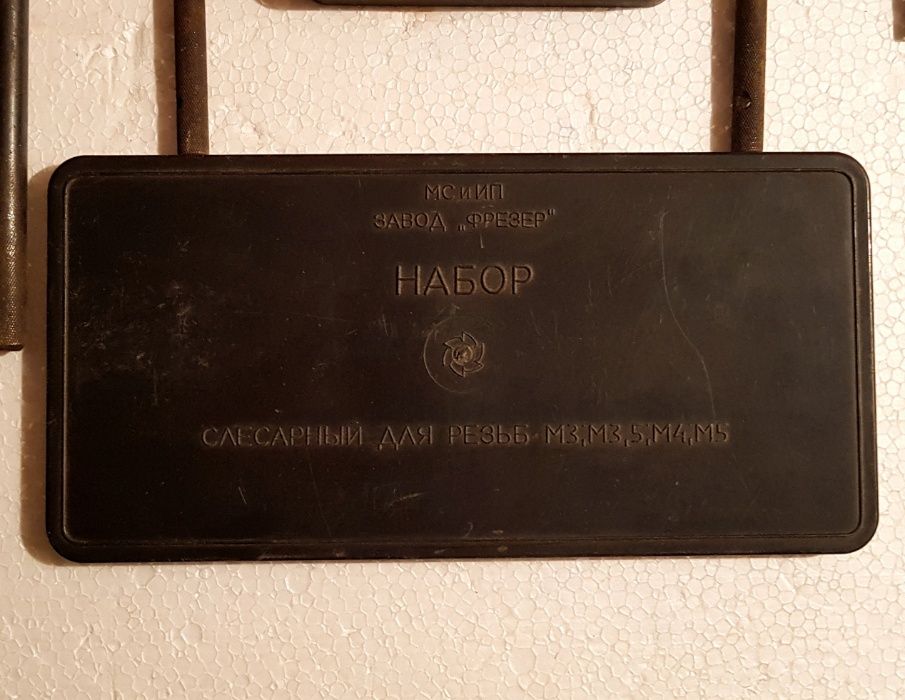 МС и ИП
ЗАВОД „ФРЕЗЕР"
НАБОР
СЛЕСАРНЫЙ ДЛЯ РЕЗЬБ М3,М3,5,М4,М5